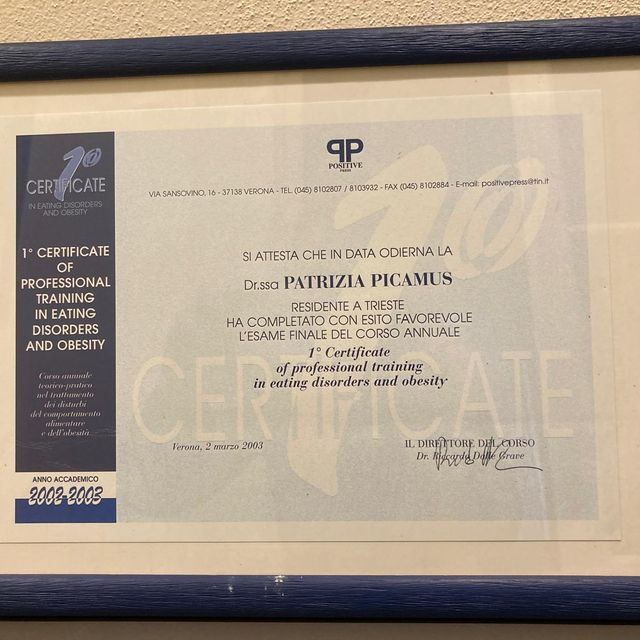 1@
CERTIFICATE
IN EATING DISORDERS
AND OBESITY
1° CERTIFICATE
OF
PROFESSIONAL
TRAINING
IN EATING
DISORDERS
AND OBESITY
Corso annuale
teorico-pratico
nel trattamento
dei disturbi
del comportamento
alimentare
e dell'obesità
ANNO ACCADEMICO
2002-2003
PP
POSITIVE
PRESS
VIA SANSOVINO, 16 - 37138 VERONA - TEL. (045) 8102807 / 8103932 - FAX (045) 8102884 - E-mail: positivepress@tin.it
1@
CERTIFICATE
SI ATTESTA CHE IN DATA ODIERNA LA
Dr.ssa PATRIZIA PICAMUS
RESIDENTE A TRIESTE
HA COMPLETATO CON ESITO FAVOREVOLE
L'ESAME FINALE DEL CORSO ANNUALE
1° Certificate
of professional training
in eating disorders and obesity
Verona, 2 marzo 2003
IL DIRETTORE DEL CORSO
Dr. Riccardo Dalle Grave